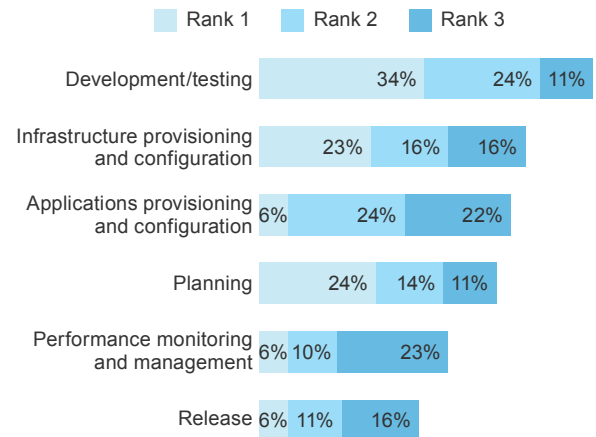 Rank 1 Rank 2 Rank 3
Development/testing 34% 24% 11%
Infrastructure provisioning
and configuration 23% 16% 16%
Applications provisioning
and configuration 6% 24% 22%
Planning 24% 14% 11%
Performance monitoring
and management 6% 10% 23%
Release 6% 11% 16%